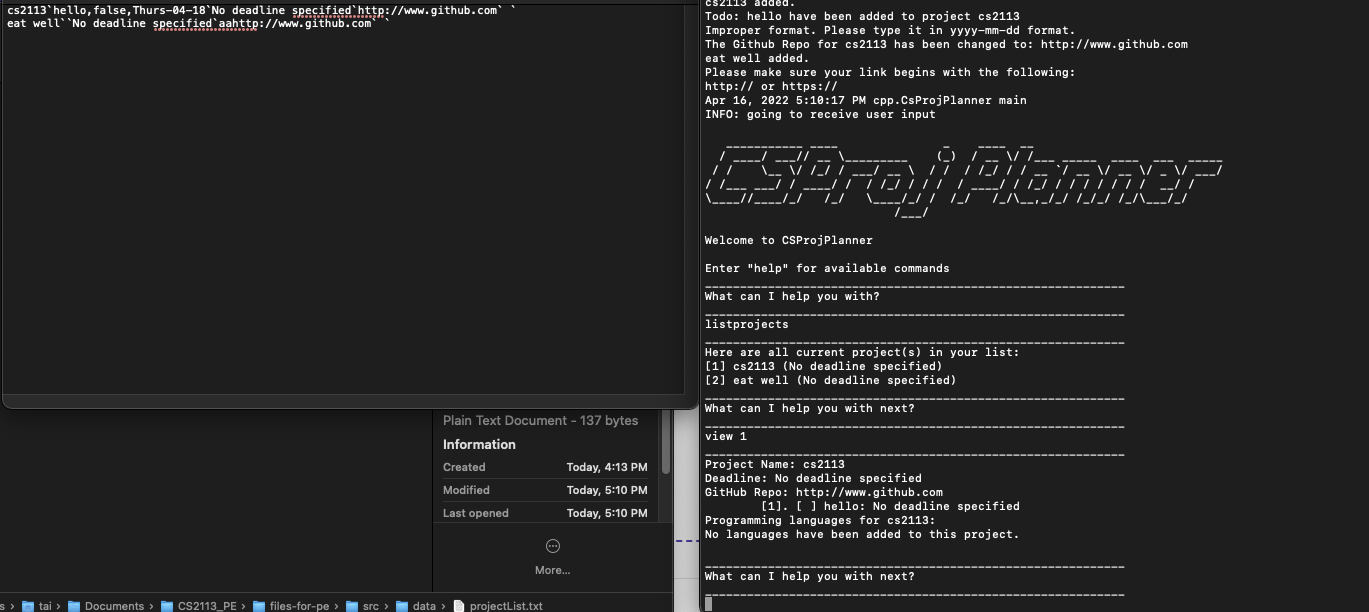 cs2113`hello,false,Thurs-04-18`No deadline specified`http://www.github.com` `
eat well``No deadline specified`aahttp://www.github.com` `
Plain Text Document - 137 bytes
Information
Created Today, 4:13 PM
Modified Today, 5:10 PM
Last opened Today, 5:10 PM
More...
s › tai › Documents › CS2113_PE › files-for-pe › src › data › projectList.txt
cs2113 added.
Todo: hello have been added to project cs2113
Improper format. Please type it in yyyy-mm-dd format.
The Github Repo for cs2113 has been changed to: http://www.github.com
eat well added.
Please make sure your link begins with the following:
http:// or https://
Apr 16, 2022 5:10:17 PM cpp.CsProjPlanner main
INFO: going to receive user input
CSProjPlanner
Welcome to CSProjPlanner
Enter "help" for available commands
What can I help you with?
listprojects
Here are all current project(s) in your list:
[1] cs2113 (No deadline specified)
[2] eat well (No deadline specified)
What can I help you with next?
view 1
Project Name: cs2113
Deadline: No deadline specified
GitHub Repo: http://www.github.com
[1]. [ ] hello: No deadline specified
Programming languages for cs2113:
No languages have been added to this project.
What can I help you with next?